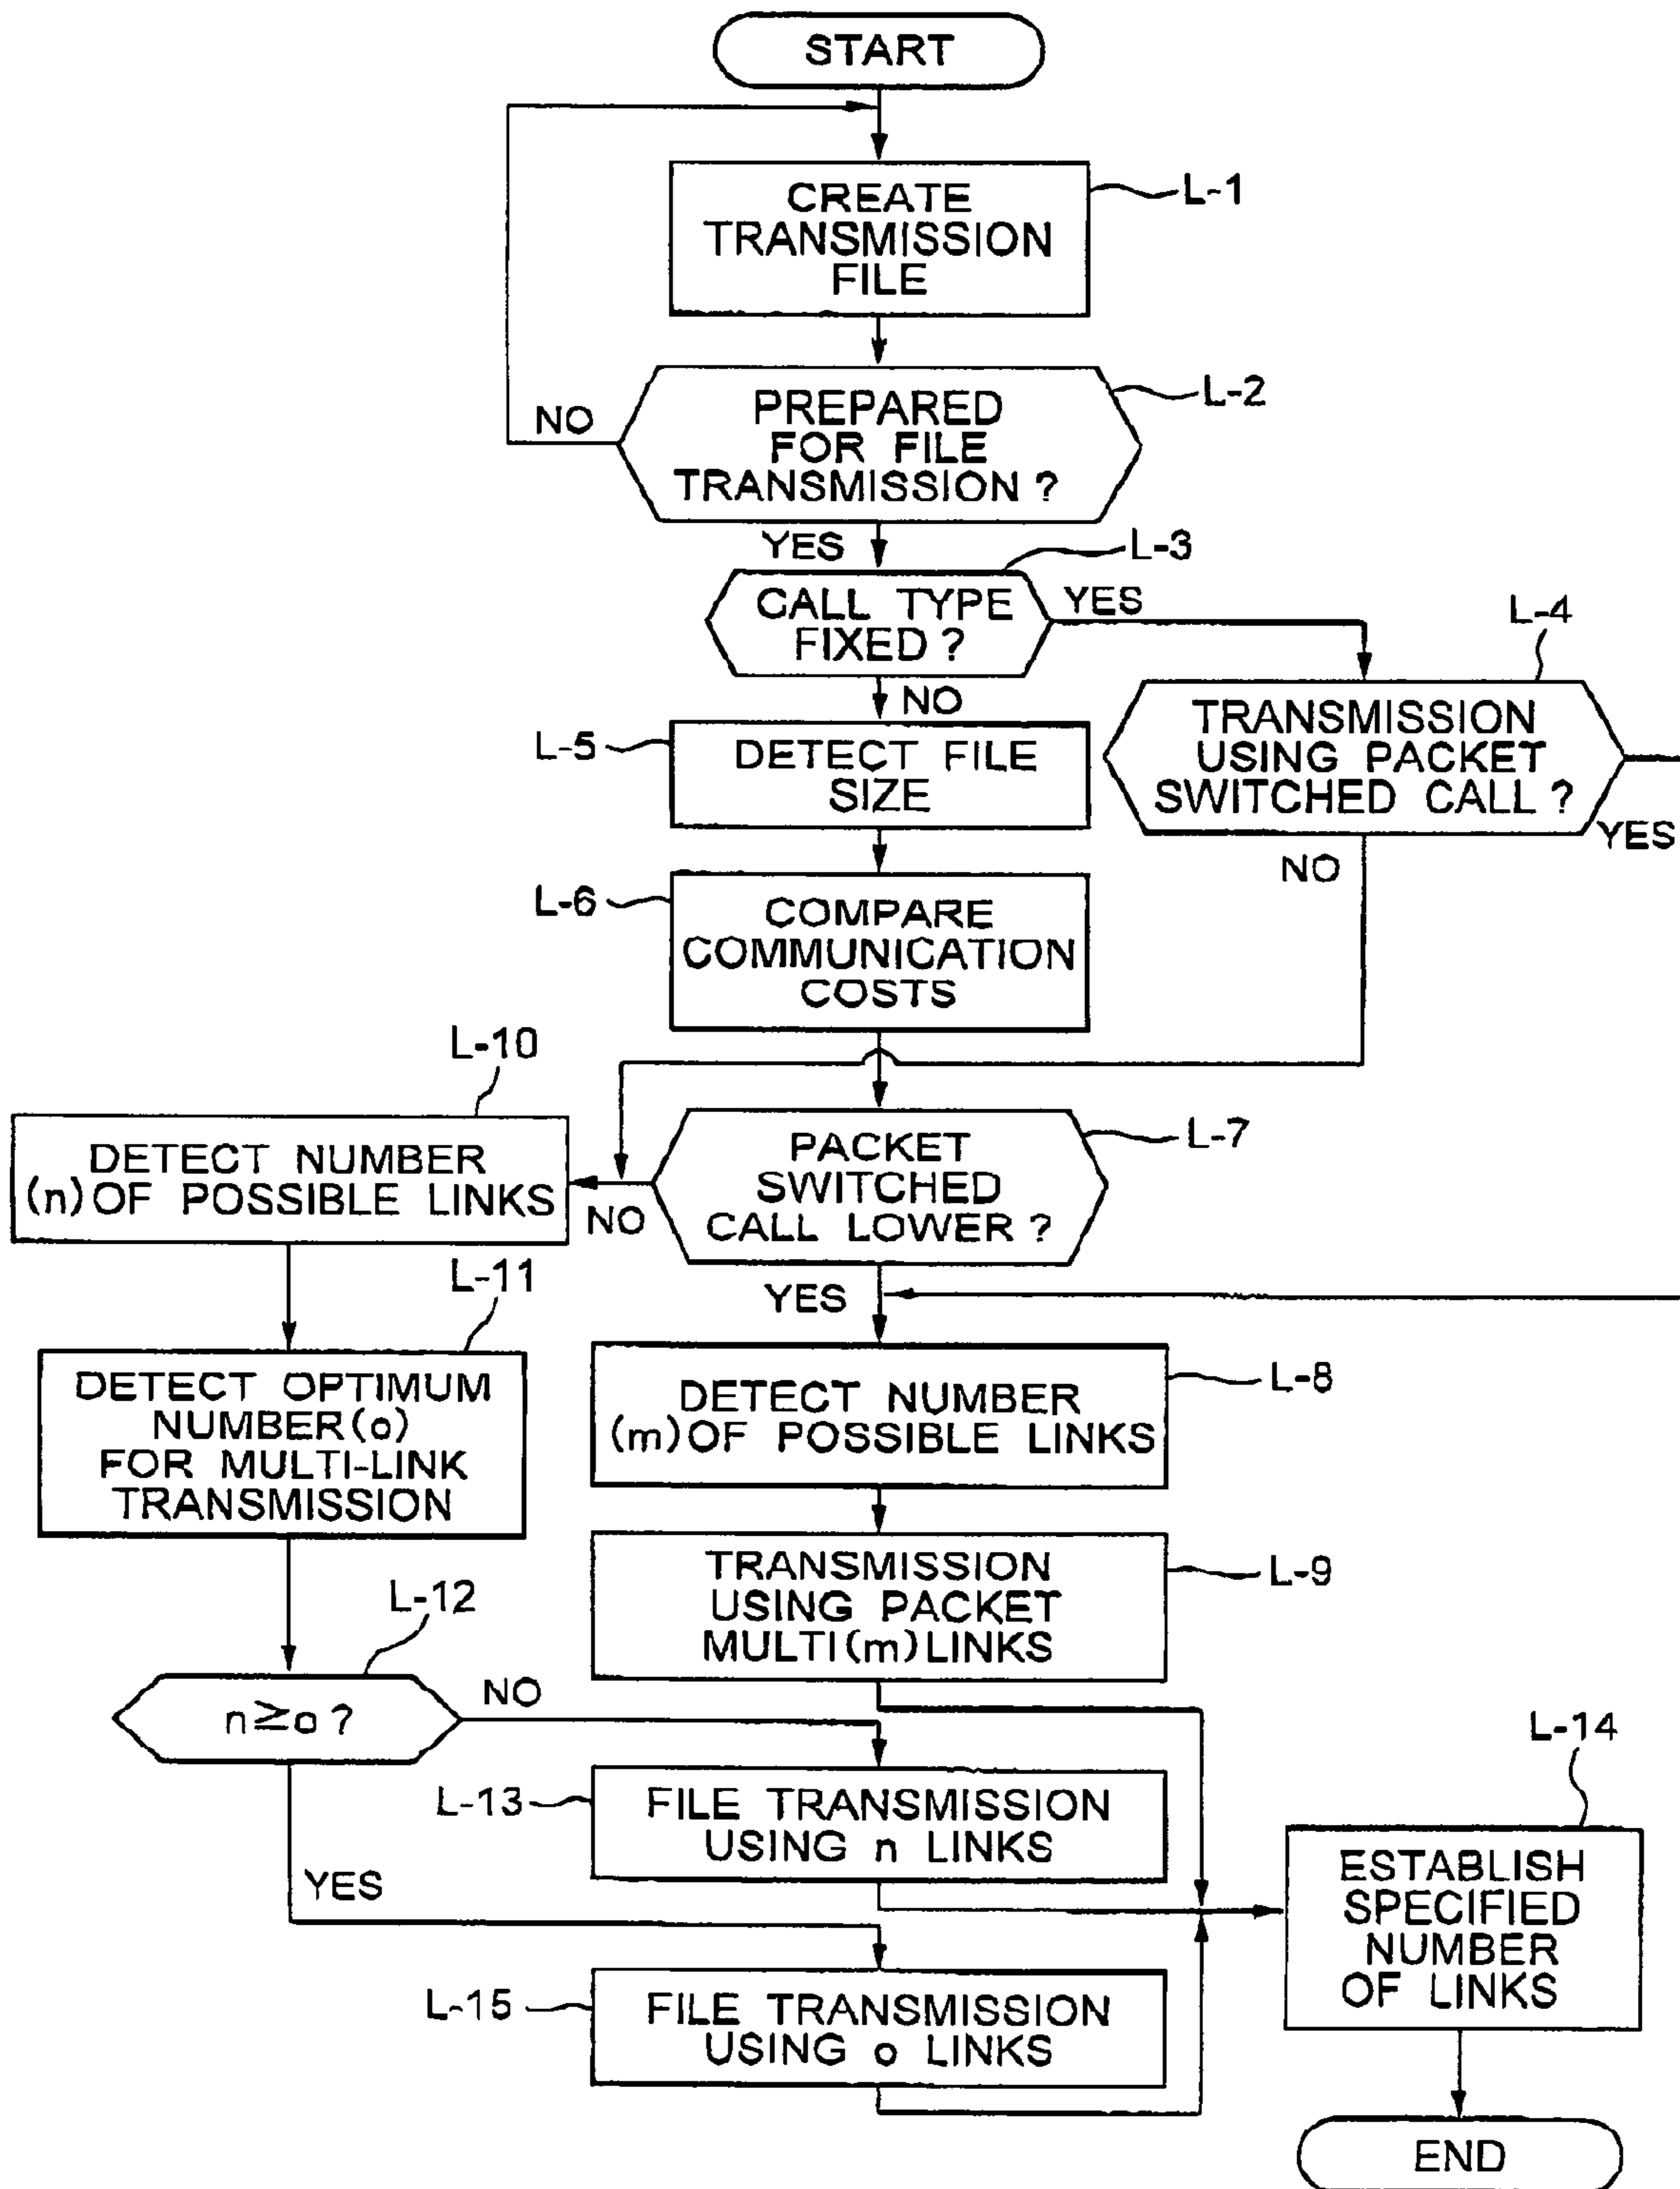 START
CREATE
TRANSMISSION
FILE
L-1
PREPARED
FOR FILE
TRANSMISSION ?
L-2
NO
YES
L-3
CALL TYPE
FIXED ?
YES
NO
L-4
TRANSMISSION
USING PACKET
SWITCHED CALL ?
YES
NO
L-5
DETECT FILE
SIZE
L-6
COMPARE
COMMUNICATION
COSTS
L-10
DETECT NUMBER
(n) OF POSSIBLE LINKS
L-7
PACKET
SWITCHED
CALL LOWER ?
NO
YES
L-11
DETECT OPTIMUM
NUMBER (o)
FOR MULTI-LINK
TRANSMISSION
L-8
DETECT NUMBER
(m) OF POSSIBLE LINKS
L-9
TRANSMISSION
USING PACKET
MULTI (m) LINKS
L-12
n≧o ?
NO
YES
L-13
FILE TRANSMISSION
USING n LINKS
L-14
ESTABLISH
SPECIFIED
NUMBER
OF LINKS
L-15
FILE TRANSMISSION
USING o LINKS
END